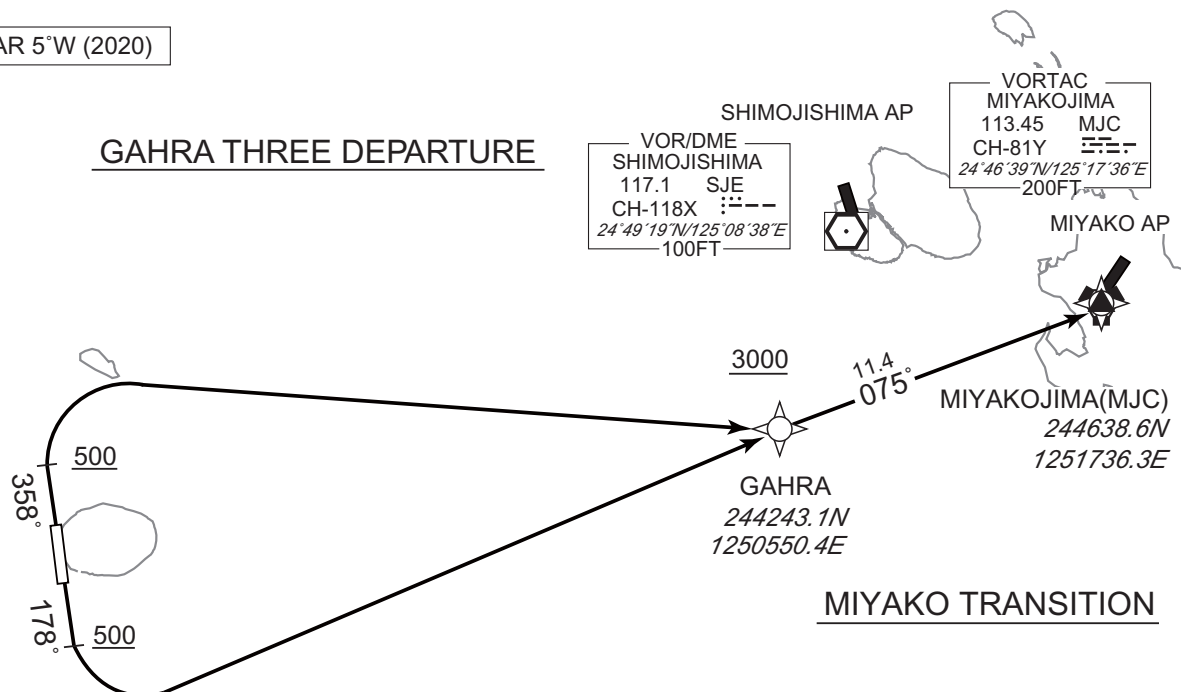 AR 5°W (2020)
GAHRA THREE DEPARTURE
SHIMOJISHIMA AP
VOR/DME
SHIMOJISHIMA
117.1 SJE
CH-118X
24°49´19˝N/125°08´38˝E
100FT
VORTAC
MIYAKOJIMA
113.45 MJC
CH-81Y
24°46´39˝N/125°17´36˝E
200FT
MIYAKO AP
3000
11.4
075°
MIYAKOJIMA(MJC)
244638.6N
1251736.3E
500
358°
GAHRA
244243.1N
1250550.4E
178°
500
MIYAKO TRANSITION